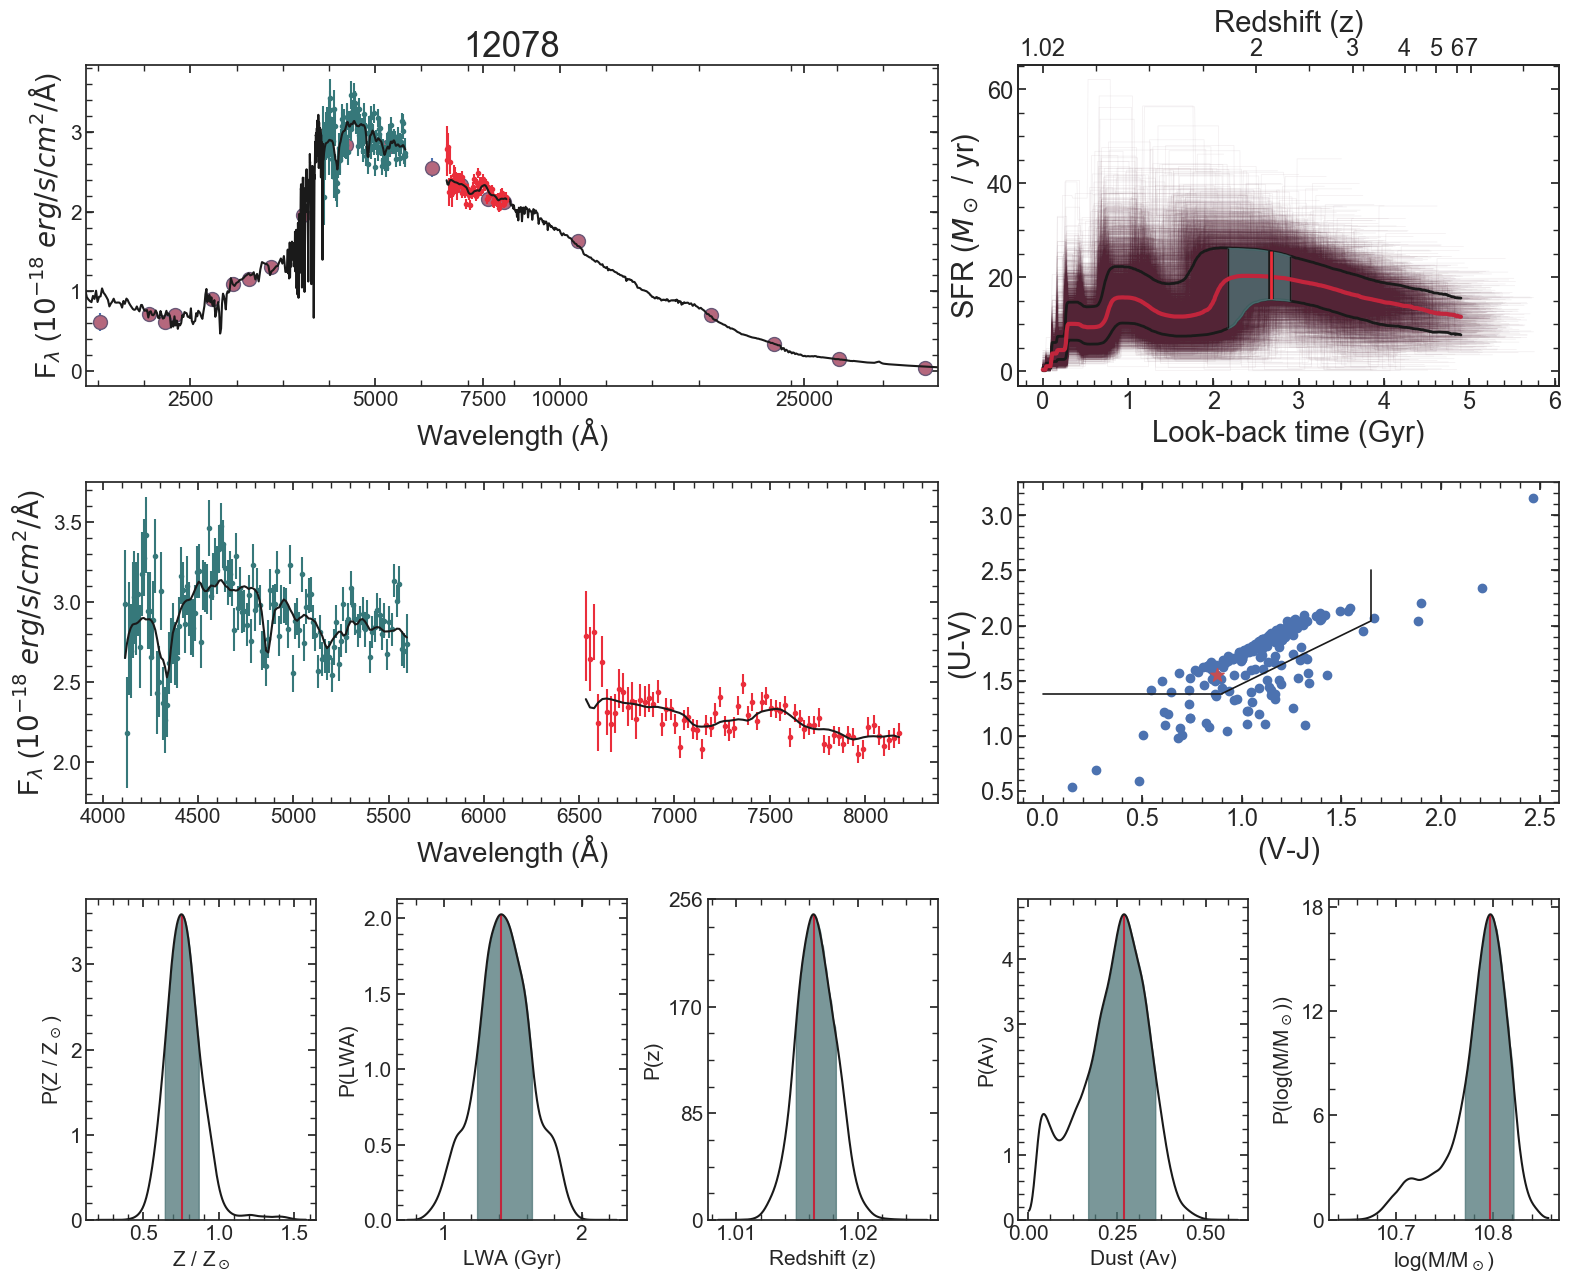 12078
F_λ (10^−18 erg/s/cm^2/Å)
3
2
1
0
2500 5000 7500 10000 25000
Wavelength (Å)
Redshift (z)
1.02 2 3 4 5 6 7
SFR (M_⊙ / yr)
60
40
20
0
0 1 2 3 4 5 6
Look-back time (Gyr)
F_λ (10^−18 erg/s/cm^2/Å)
3.5
3.0
2.5
2.0
4000 4500 5000 5500 6000 6500 7000 7500 8000
Wavelength (Å)
(U-V)
3.0
2.5
2.0
1.5
1.0
0.5
0.0 0.5 1.0 1.5 2.0 2.5
(V-J)
P(Z / Z_⊙)
3
2
1
0
0.5 1.0 1.5
Z / Z_⊙
P(LWA)
2.0
1.5
1.0
0.5
0.0
1 2
LWA (Gyr)
P(z)
256
170
85
0
1.01 1.02
Redshift (z)
P(Av)
4
3
1
0
0.00 0.25 0.50
Dust (Av)
P(log(M/M_⊙))
18
12
6
0
10.7 10.8
log(M/M_⊙)